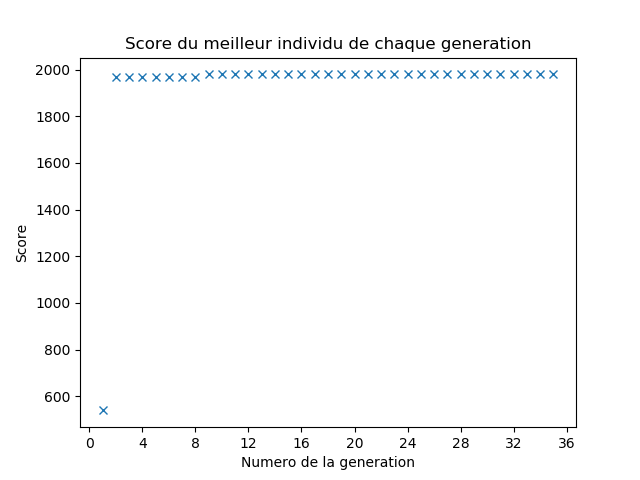 Score du meilleur individu de chaque generation
2000
1800
1600
1400
1200
1000
800
600
Score
0 4 8 12 16 20 24 28 32 36
Numero de la generation